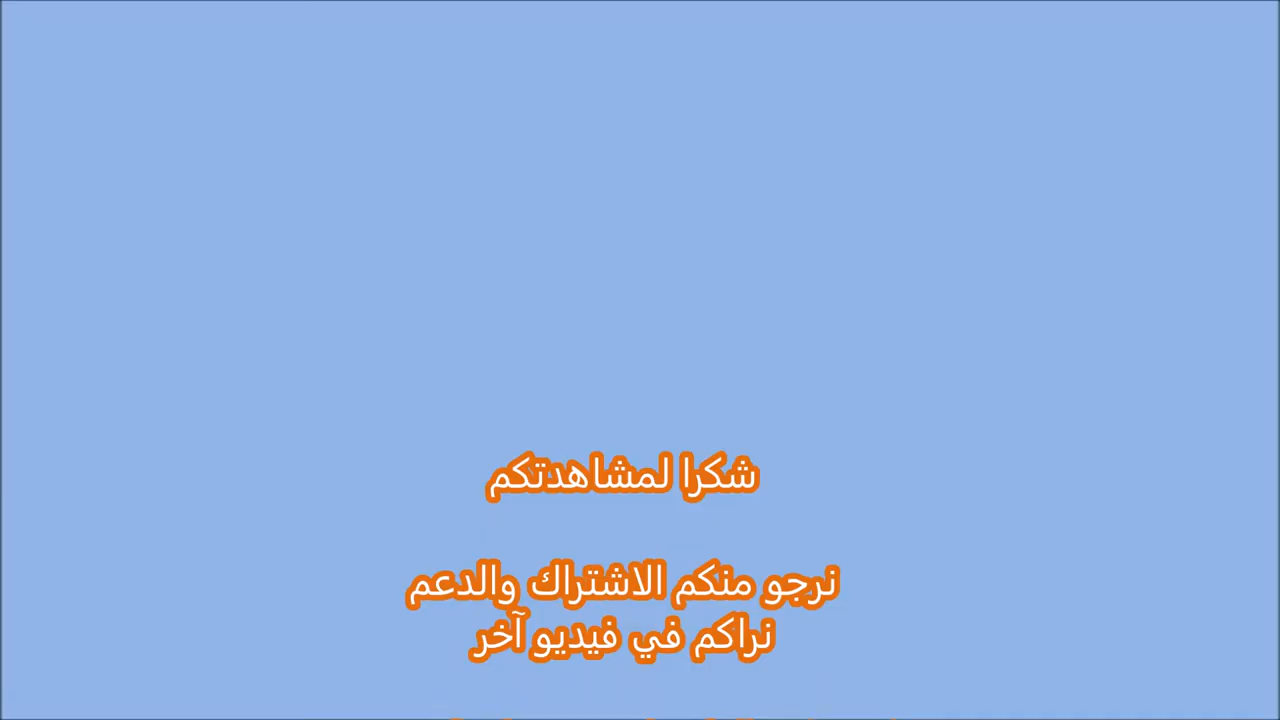 شكرا لمشاهدتكم
نرجو منكم الاشتراك والدعم
نراكم في فيديو آخر